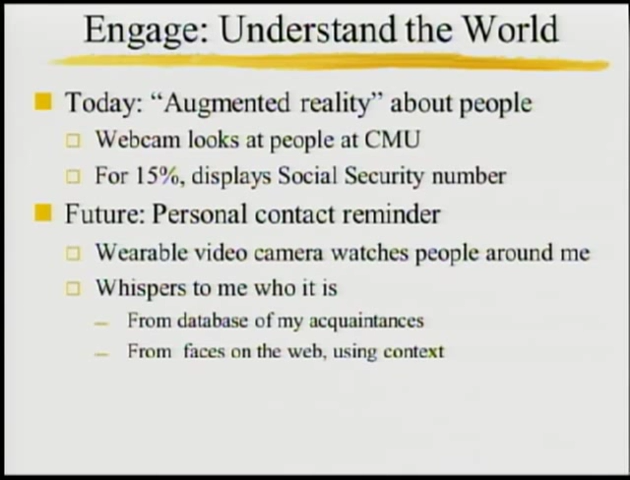 Engage: Understand the World
Today: “Augmented reality” about people
Webcam looks at people at CMU
For 15%, displays Social Security number
Future: Personal contact reminder
Wearable video camera watches people around me
Whispers to me who it is
– From database of my acquaintances
– From faces on the web, using context